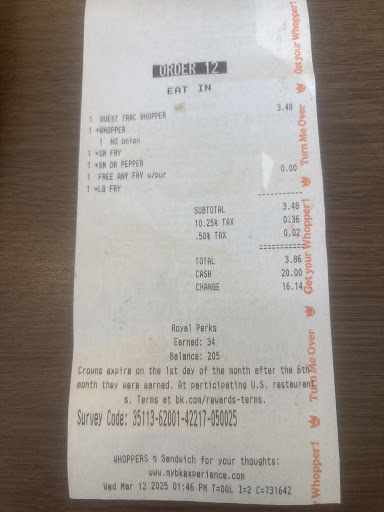 ORDER 12
EAT IN
1 GUEST TRAC WHOPPER 3.48
1 *WHOPPER
1 NO onion
1 *SM FRY
1 *SM DR PEPPER
1 FREE ANY FRY w/pur 0.00
1 *LG FRY
SUBTOTAL 3.48
10.25% TAX 0.36
.50% TAX 0.02
TOTAL 3.86
CASH 20.00
CHANGE 16.14
Royal Perks
Earned: 34
Balance: 205
Crowns expire on the 1st day of the month after the 6th
month they were earned. At participating U.S. restaurant
s. Terms at bk.com/rewards-terms.
Survey Code: 35113-62001-42217-050025
WHOPPERS Sandwich for your thoughts:
www.mybkexperience.com
Wed Mar 12 2025 01:46 PM T=00L I=2 C=731642
Get your Whopper!
Turn Me Over
Get your Whopper!
Turn Me Over
Whopper!